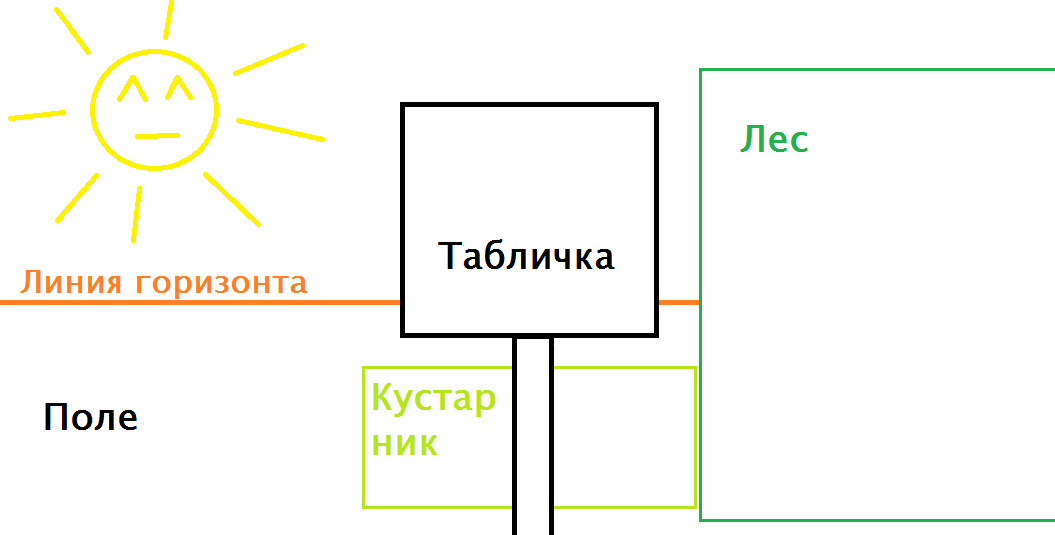 Лес
Табличка
Линия горизонта
Кустар
ник
Поле